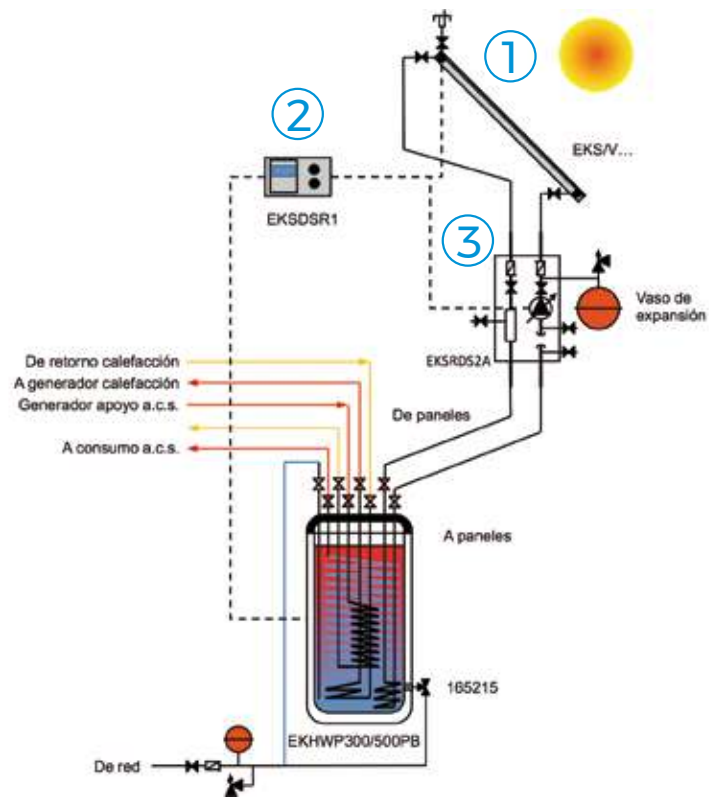 1
2
EKS/V...
EKSDSR1
3
Vaso de
expansión
De retorno calefacción
EKSRDS2A
A generador calefacción
Generador apoyo a.c.s.
De paneles
A consumo a.c.s.
A paneles
165215
EKHWP300/500PB
De red